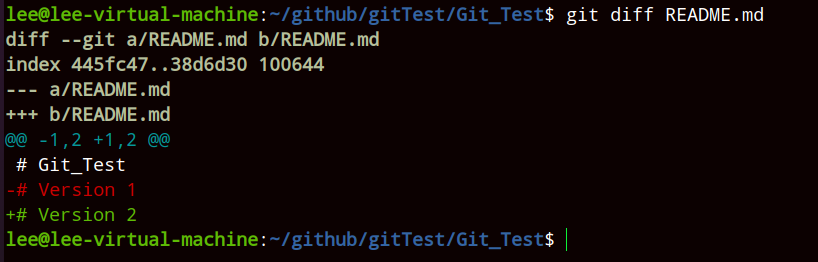 lee@lee-virtual-machine:~/github/gitTest/Git_Test$ git diff README.md
diff --git a/README.md b/README.md
index 445fc47..38d6d30 100644
--- a/README.md
+++ b/README.md
@@ -1,2 +1,2 @@
 # Git_Test
-# Version 1
+# Version 2
lee@lee-virtual-machine:~/github/gitTest/Git_Test$